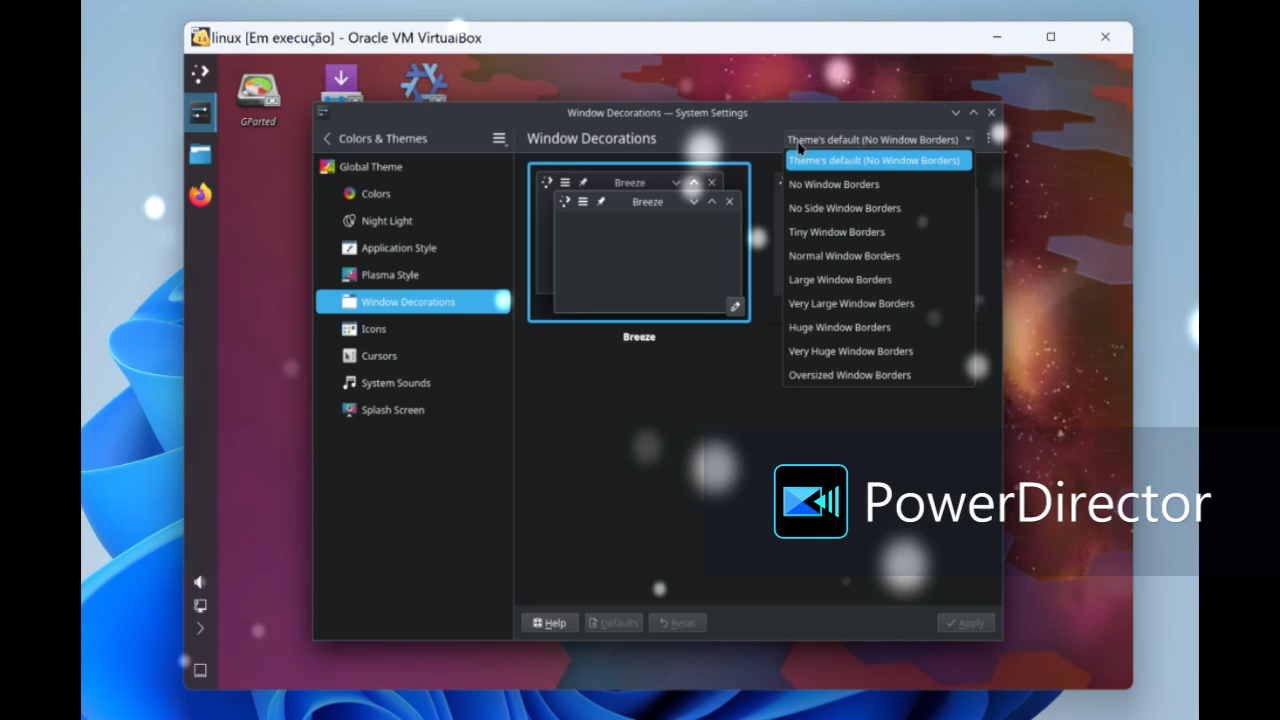 linux [Em execução] - Oracle VM VirtualBox
GParted
Window Decorations — System Settings
Colors & Themes
Window Decorations
Theme's default (No Window Borders)
Theme's default (No Window Borders)
No Window Borders
No Side Window Borders
Tiny Window Borders
Normal Window Borders
Large Window Borders
Very Large Window Borders
Huge Window Borders
Very Huge Window Borders
Oversized Window Borders
Global Theme
Colors
Night Light
Application Style
Plasma Style
Window Decorations
Icons
Cursors
System Sounds
Splash Screen
Breeze
Breeze
Breeze
PowerDirector
Help
Defaults
Reset
Apply